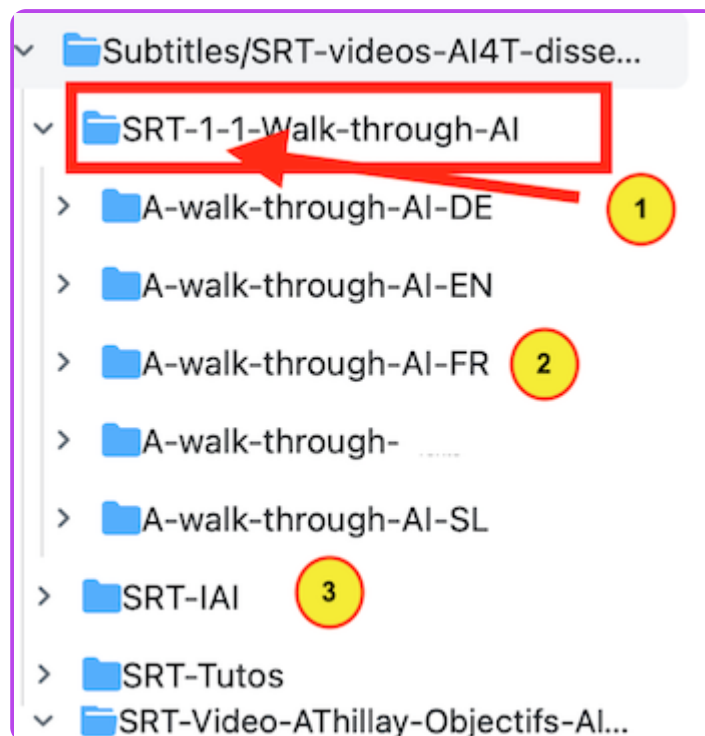 Subtitles/SRT-videos-AI4T-disse...
SRT-1-1-Walk-through-AI
1
A-walk-through-AI-DE
A-walk-through-AI-EN
A-walk-through-AI-FR
2
A-walk-through-
A-walk-through-AI-SL
SRT-IAI
3
SRT-Tutos
SRT-Video-AThillay-Objectifs-AI...